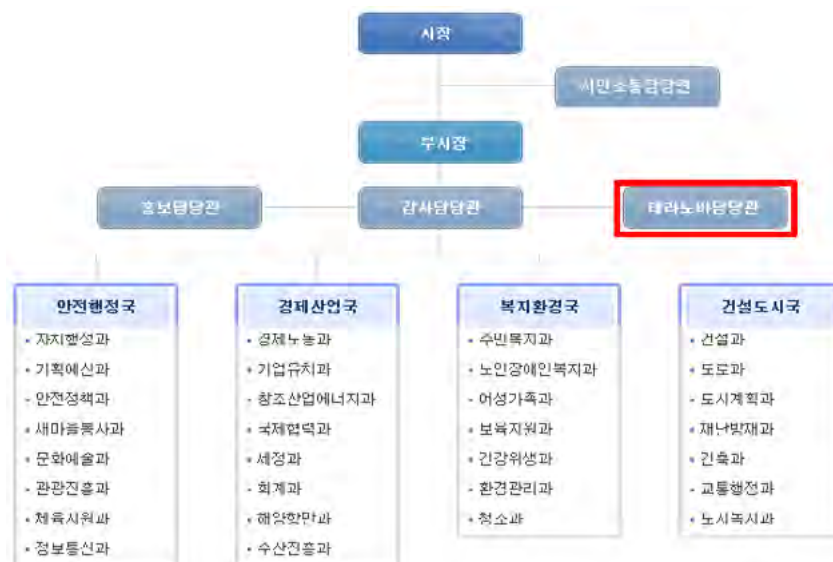 시장
시민소통담당관
부시장
홍보담당관
감사담당관
테라노바담당관
안전행정국
경제산업국
복지환경국
건설도시국
자치행정과
경제노동과
주민복지과
건설과
기획예산과
기업유치과
노인장애인복지과
도로과
안전정책과
창조산업에너지과
여성가족과
도시계획과
새마을봉사과
국제협력과
보육지원과
재난방재과
문화예술과
세정과
건강위생과
건축과
관광진흥과
회계과
환경관리과
교통행정과
체육지원과
해양항만과
청소과
도시녹지과
정보통신과
수산진흥과